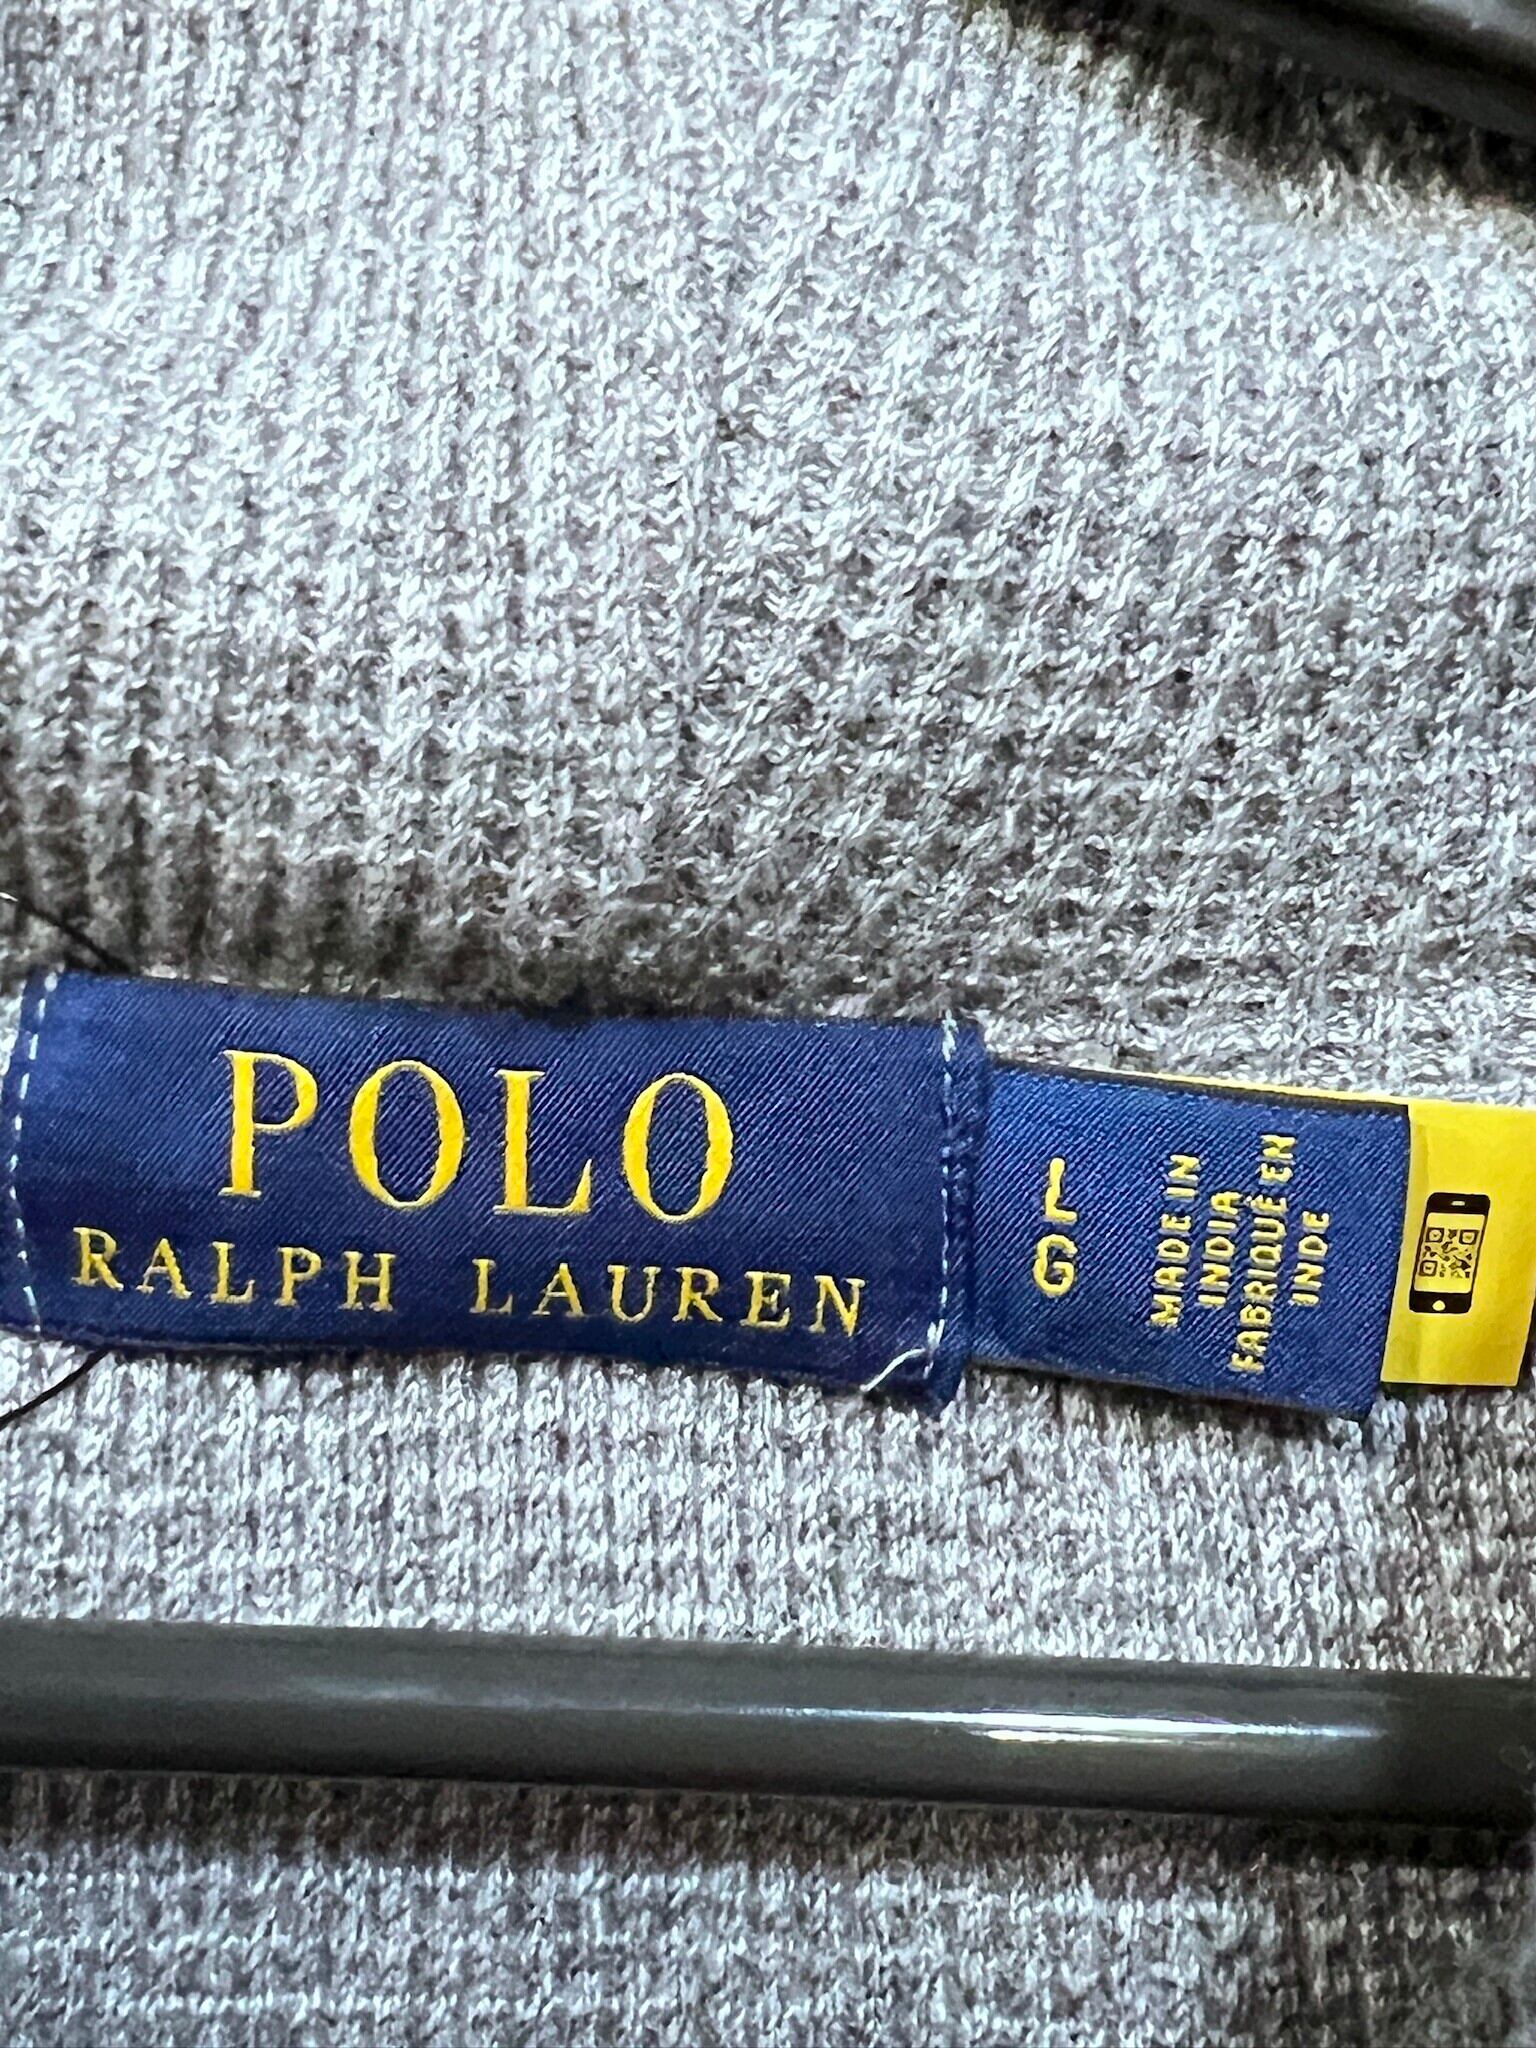 POLO
RALPH LAUREN
L
G
MADE IN
INDIA
FABRIQUÉ EN
INDE